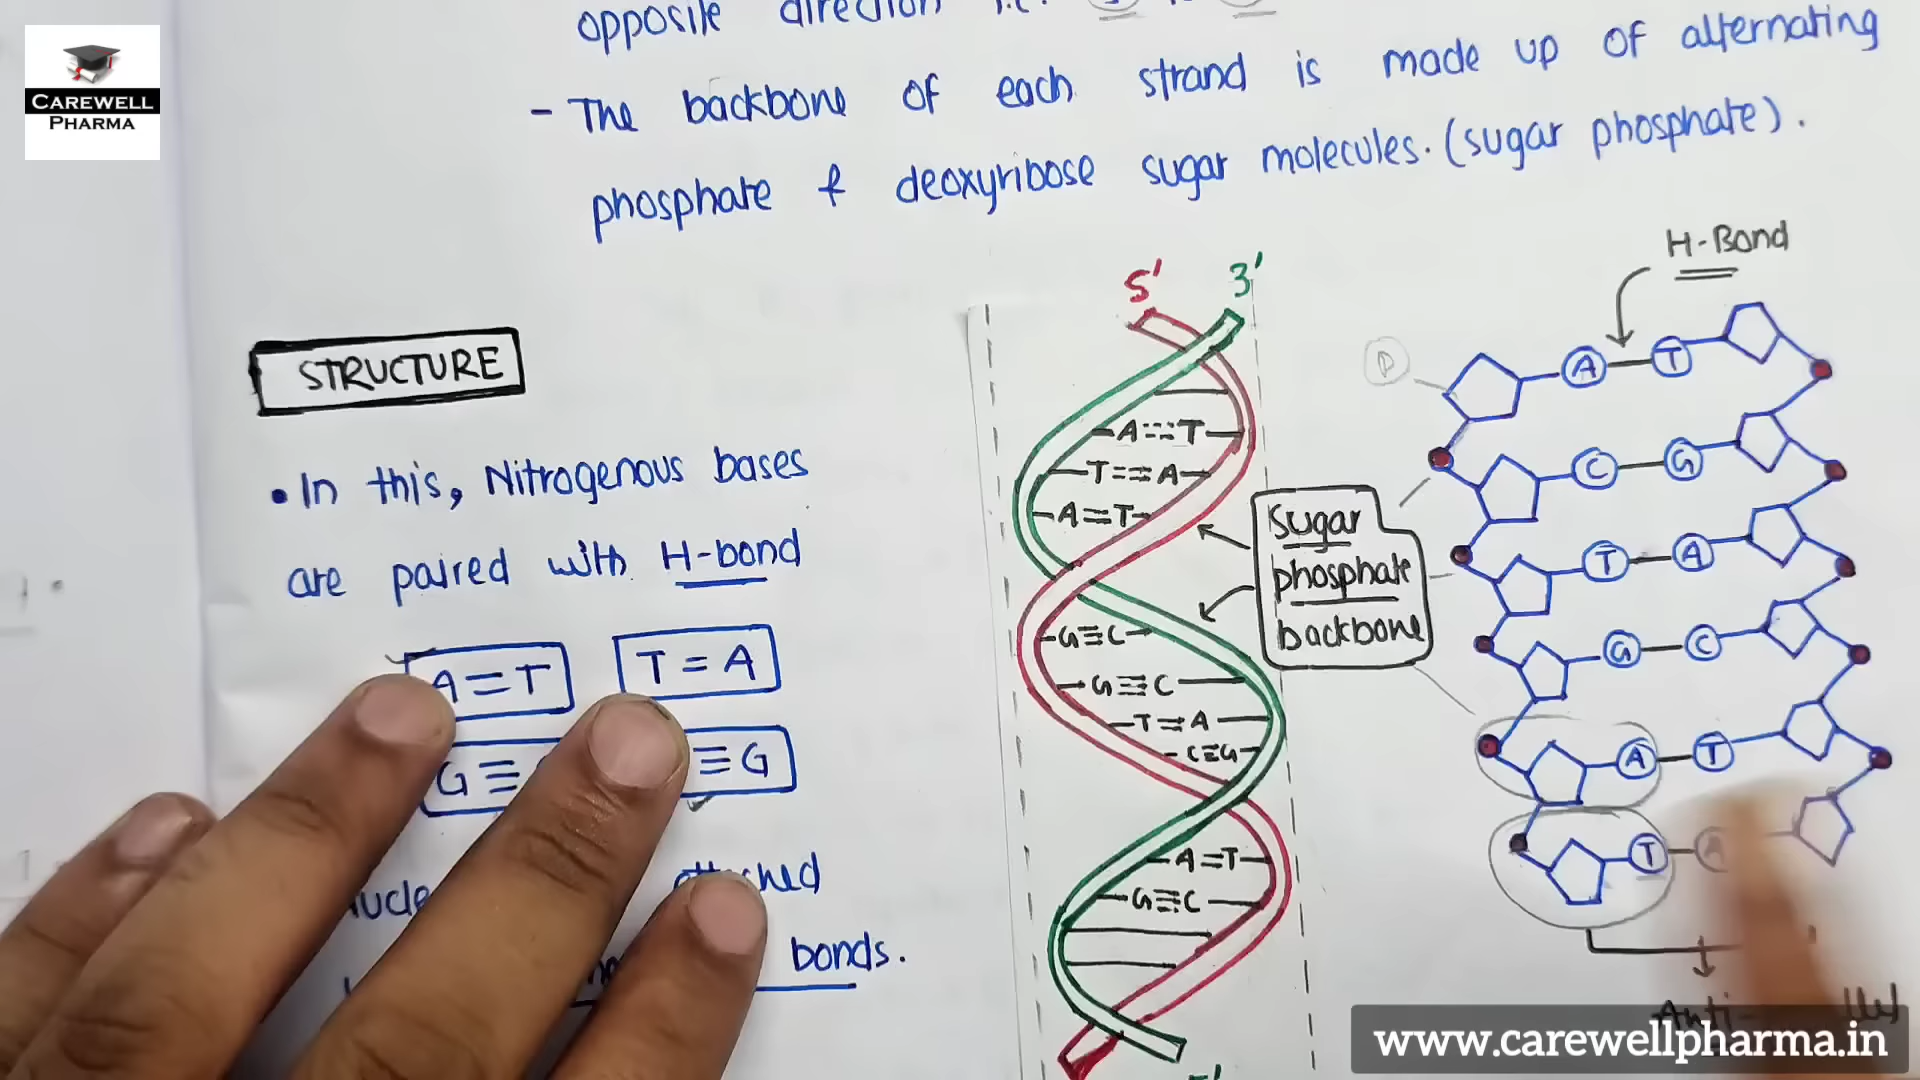 CAREWELL
PHARMA
opposite direction i.e.
- The backbone of each strand is made up of alternating
phosphate & deoxyribose sugar molecules. (sugar phosphate).
STRUCTURE
• In this, Nitrogenous bases
are paired with H-bond
A=T T=A
G≡ ≡G
bonds.
5' 3'
A==T
T==A
A=T
G≡C
G≡C
T=A
C≡G
A=T
G≡C
Sugar
phosphate
backbone
H-Bond
P
A T
C G
T A
G C
A T
T A
www.carewellpharma.in